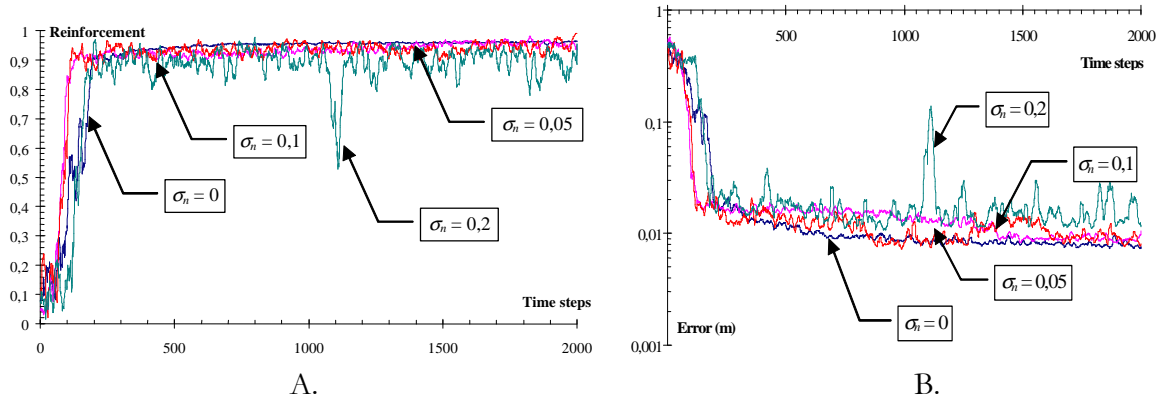 Reinforcement
1
0,9
0,8
0,7
0,6
0,5
0,4
0,3
0,2
0,1
0
0
500
1000
1500
2000
Time steps
σn = 0,1
σn = 0,05
σn = 0
σn = 0,2
A.
1
0,1
0,01
0,001
500
1000
1500
2000
Time steps
σn = 0,2
σn = 0,1
σn = 0,05
σn = 0
Error (m)
B.